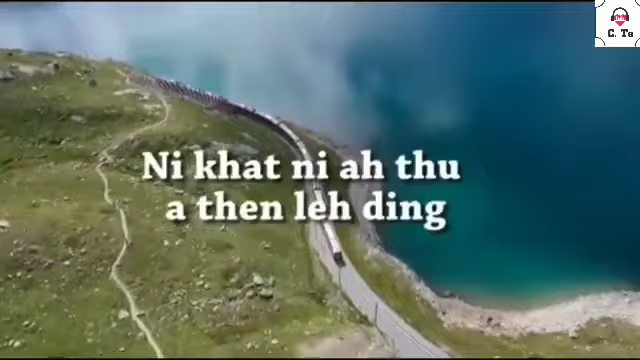 C. Te
Ni khat ni ah thu
a then leh ding